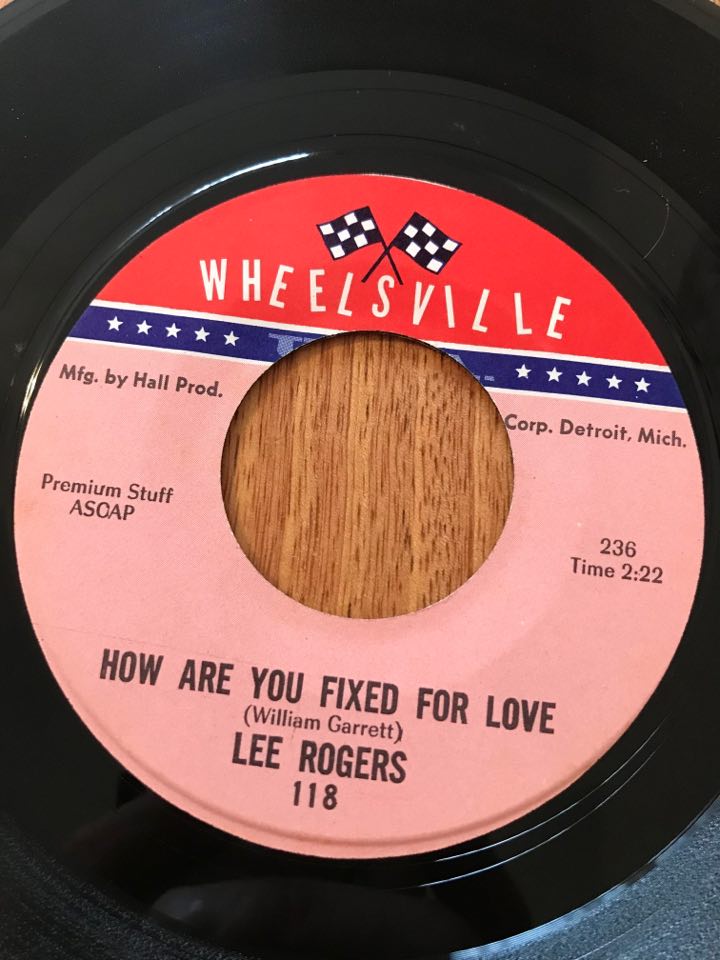 WHEELSVILLE
Mfg. by Hall Prod. Corp. Detroit, Mich.
Premium Stuff
ASCAP
236
Time 2:22
HOW ARE YOU FIXED FOR LOVE
(William Garrett)
LEE ROGERS
118